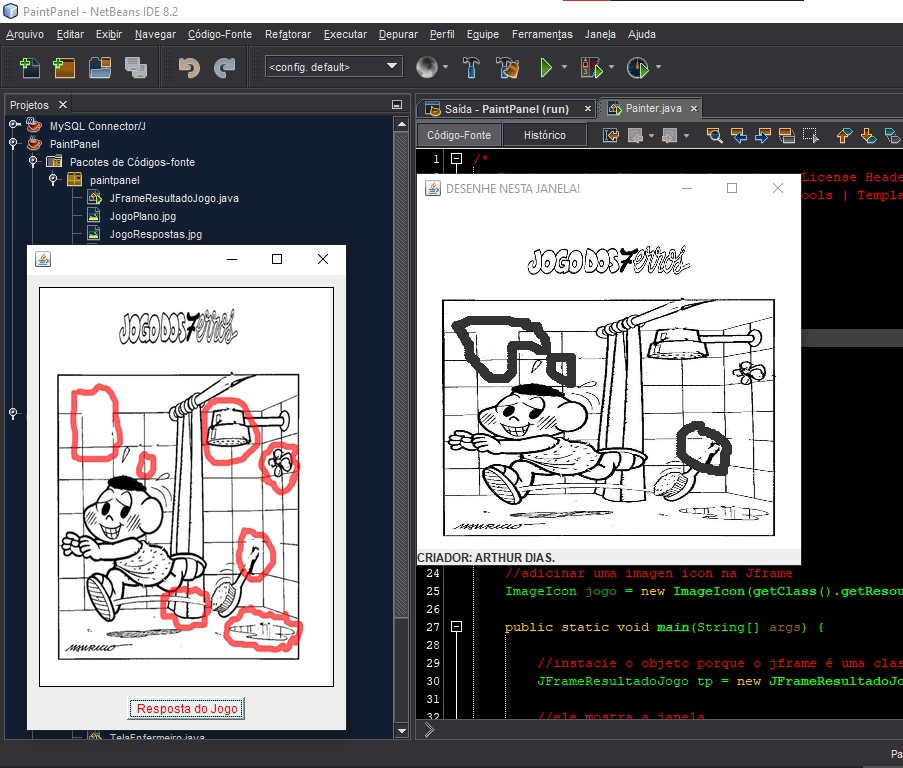 PaintPanel - NetBeans IDE 8.2
Arquivo Editar Exibir Navegar Código-Fonte Refatorar Executar Depurar Perfil Equipe Ferramentas Janela Ajuda
<config. default>
Projetos
MySQL Connector/J
PaintPanel
Pacotes de Códigos-fonte
paintpanel
JFrameResultadoJogo.java
JogoPlano.jpg
JogoRespostas.jpg
JOGO DOS 7 erros
MAURICIO
Resposta do Jogo
TelaEnfermeiro.java
Saída - PaintPanel (run)
Painter.java
Código-Fonte
Histórico
1 /*
License Heade
ools | Templa
DESENHE NESTA JANELA!
JOGO DOS 7 erros
MAURICIO
CRIADOR: ARTHUR DIAS.
24 //adicinar uma imagen icon na Jframe
25 ImageIcon jogo = new ImageIcon(getClass().getResou
26
27 public static void main(String[] args) {
28
29 //instacie o objeto porque o jframe é uma clas
30 JFrameResultadoJogo tp = new JFrameResultadoJo
31
32 //ele mostra a janela
Pa